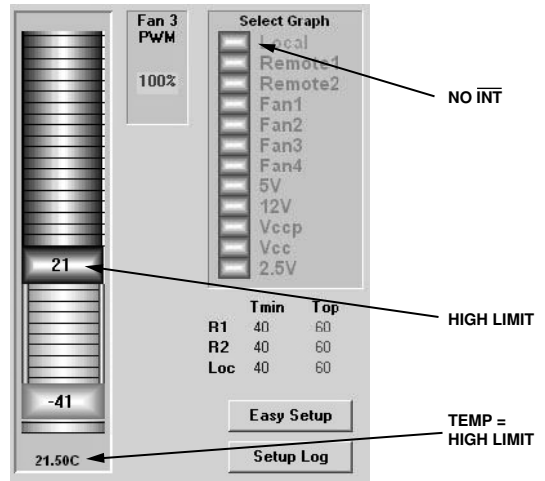 Fan 3
PWM
100%
Select Graph
Local
Remote1
Remote2
Fan1
Fan2
Fan3
Fan4
5V
12V
Vccp
Vcc
2.5V
NO INT
21
HIGH LIMIT
Tmin Top
R1 40 60
R2 40 60
Loc 40 60
-41
Easy Setup
TEMP =
HIGH LIMIT
21.50C
Setup Log